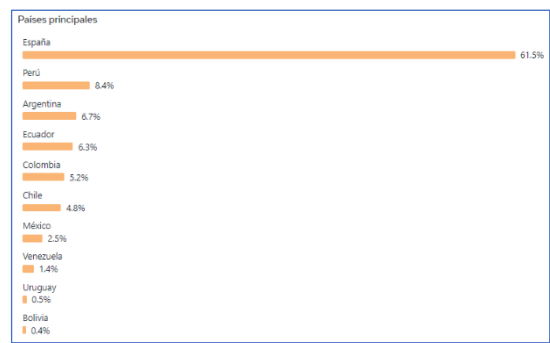 Países principales
España
61.5%
Perú
8.4%
Argentina
6.7%
Ecuador
6.3%
Colombia
5.2%
Chile
4.8%
México
2.5%
Venezuela
1.4%
Uruguay
0.5%
Bolivia
0.4%